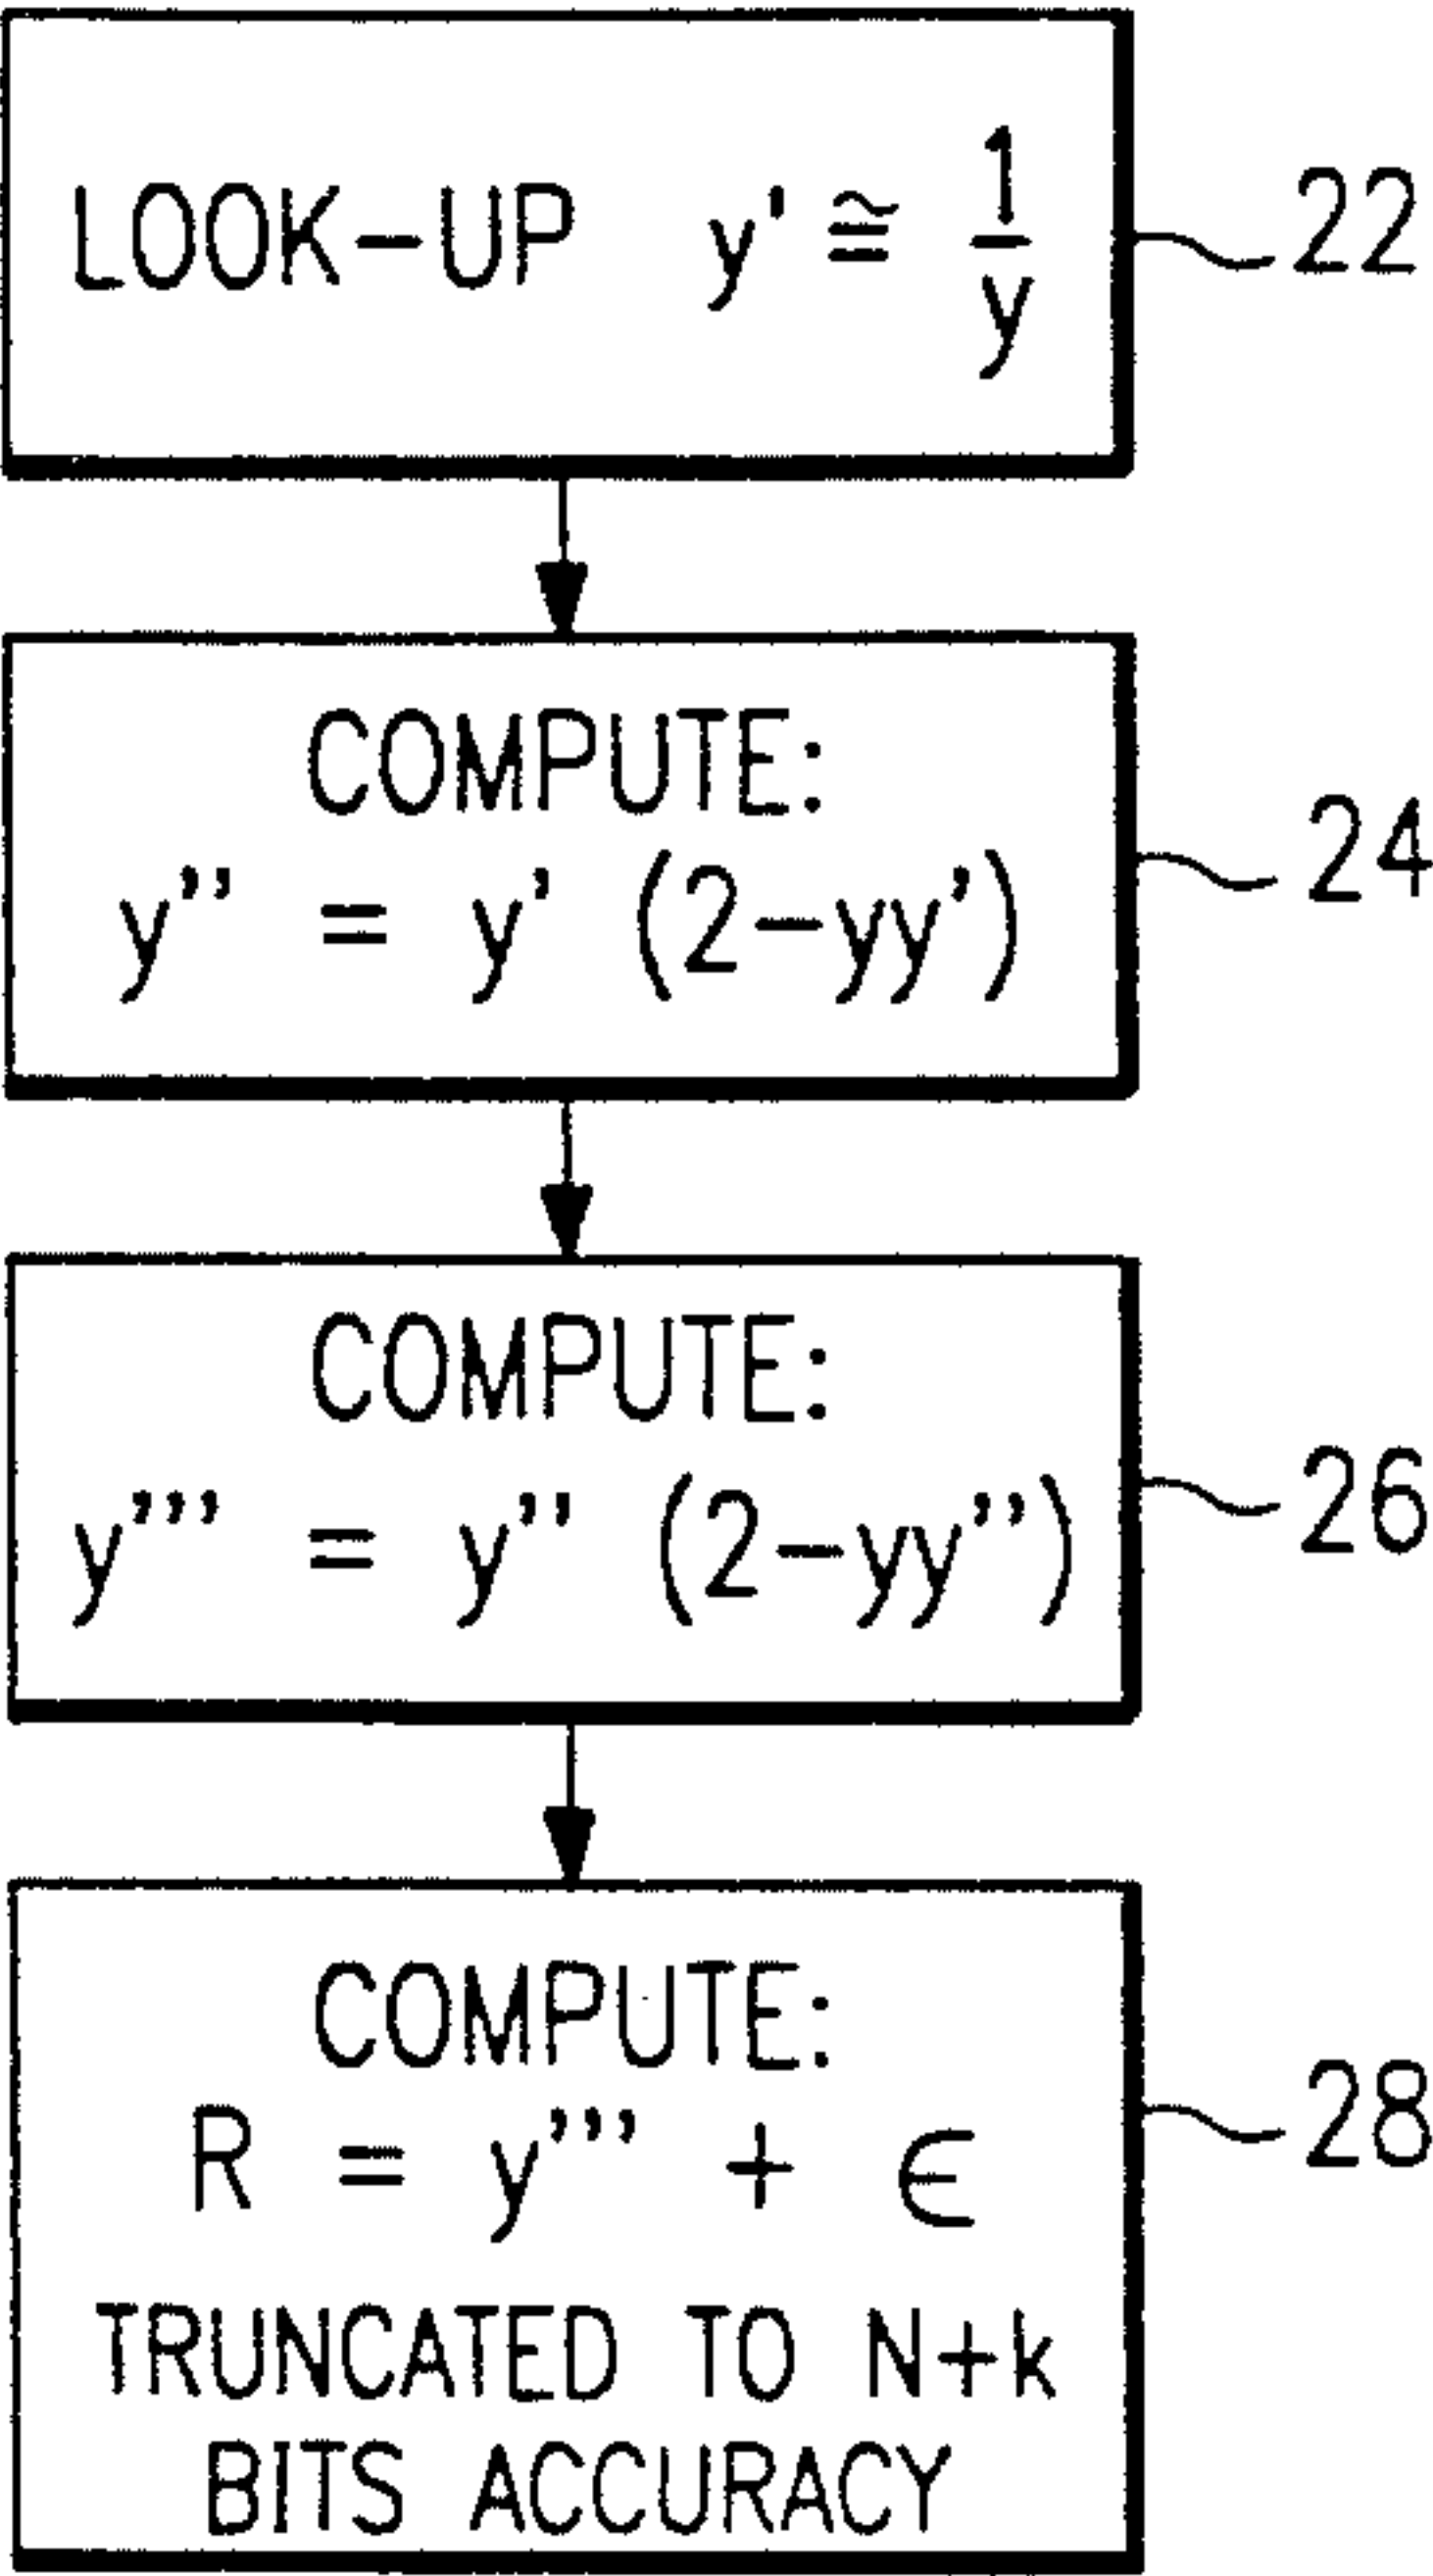 LOOK-UP y' ≅ 1/y
22
COMPUTE:
y'' = y' (2-yy')
24
COMPUTE:
y''' = y'' (2-yy'')
26
COMPUTE:
R = y''' + ϵ
TRUNCATED TO N+k
BITS ACCURACY
28